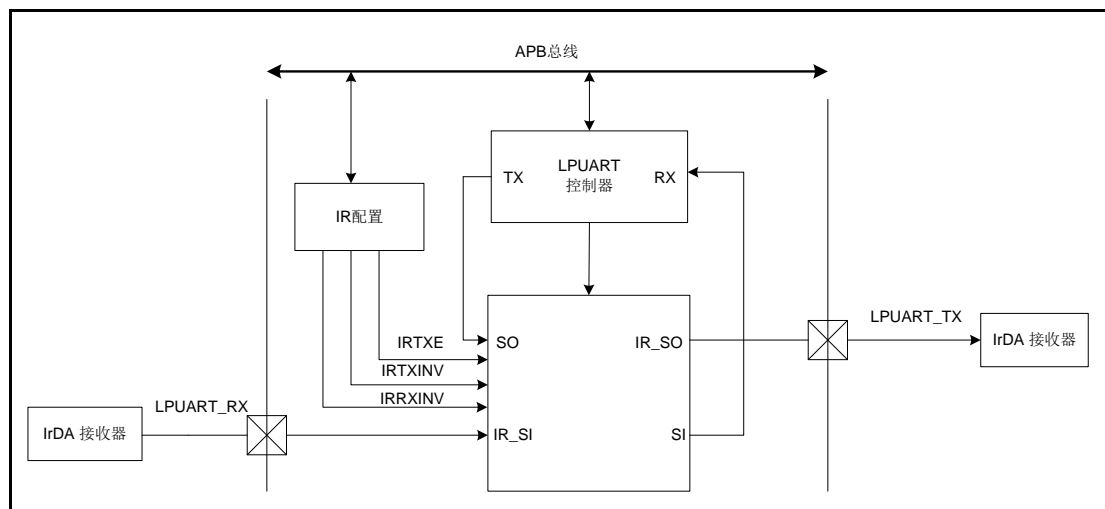 APB总线
LPUART
控制器
TX
RX
IR配置
IRTXE
IRTXINV
IRRXINV
SO
IR_SO
IR_SI
SI
LPUART_TX
IrDA 接收器
LPUART_RX
IrDA 接收器